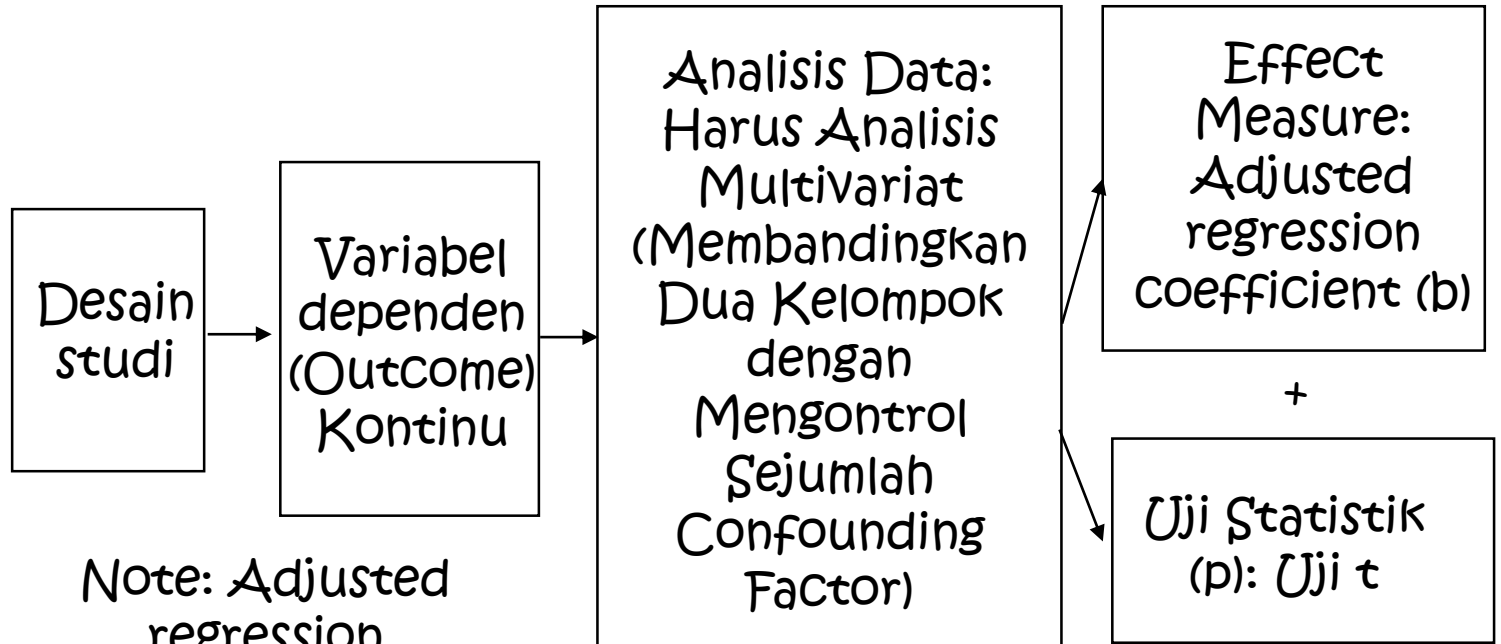 Desain
studi
Variabel
dependen
(Outcome)
Kontinu
Analisis Data:
Harus Analisis
Multivariat
(Membandingkan
Dua Kelompok
dengan
Mengontrol
Sejumlah
Confounding
Factor)
Effect
Measure:
Adjusted
regression
coefficient (b)
+
Uji Statistik
(p): Uji t
Note: Adjusted
regression